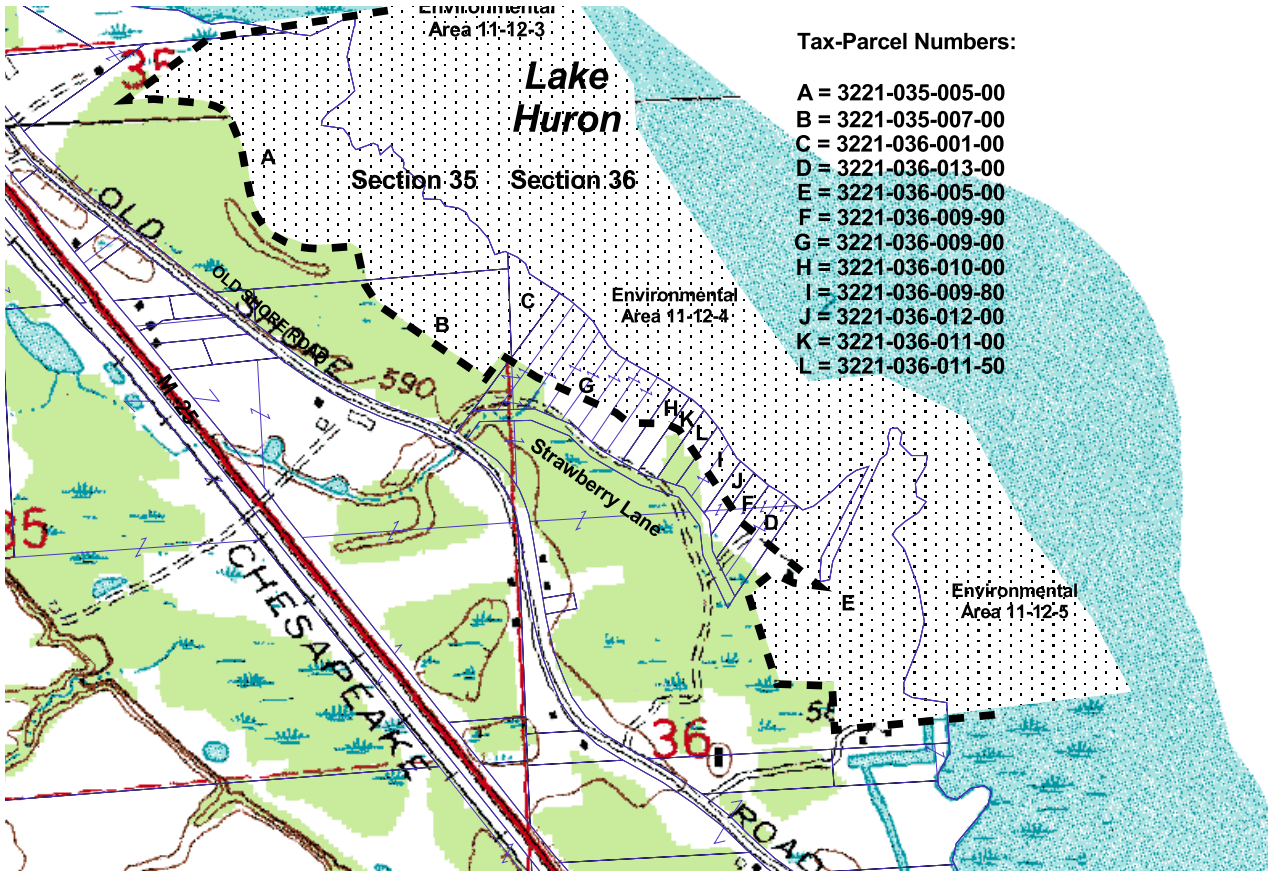 Environmental
Area 11-12-3
Lake
Huron
Tax-Parcel Numbers:
A = 3221-035-005-00
B = 3221-035-007-00
C = 3221-036-001-00
D = 3221-036-013-00
E = 3221-036-005-00
F = 3221-036-009-90
G = 3221-036-009-00
H = 3221-036-010-00
I = 3221-036-009-80
J = 3221-036-012-00
K = 3221-036-011-00
L = 3221-036-011-50
35
A
Section 35
Section 36
OLD
OLD SHORE ROAD
SHORE
Environmental
Area 11-12-4
C
B
G
H
K
L
I
J
F
D
E
590
M-25
Strawberry Lane
35
CHESAPEAKE
Environmental
Area 11-12-5
36
ROAD